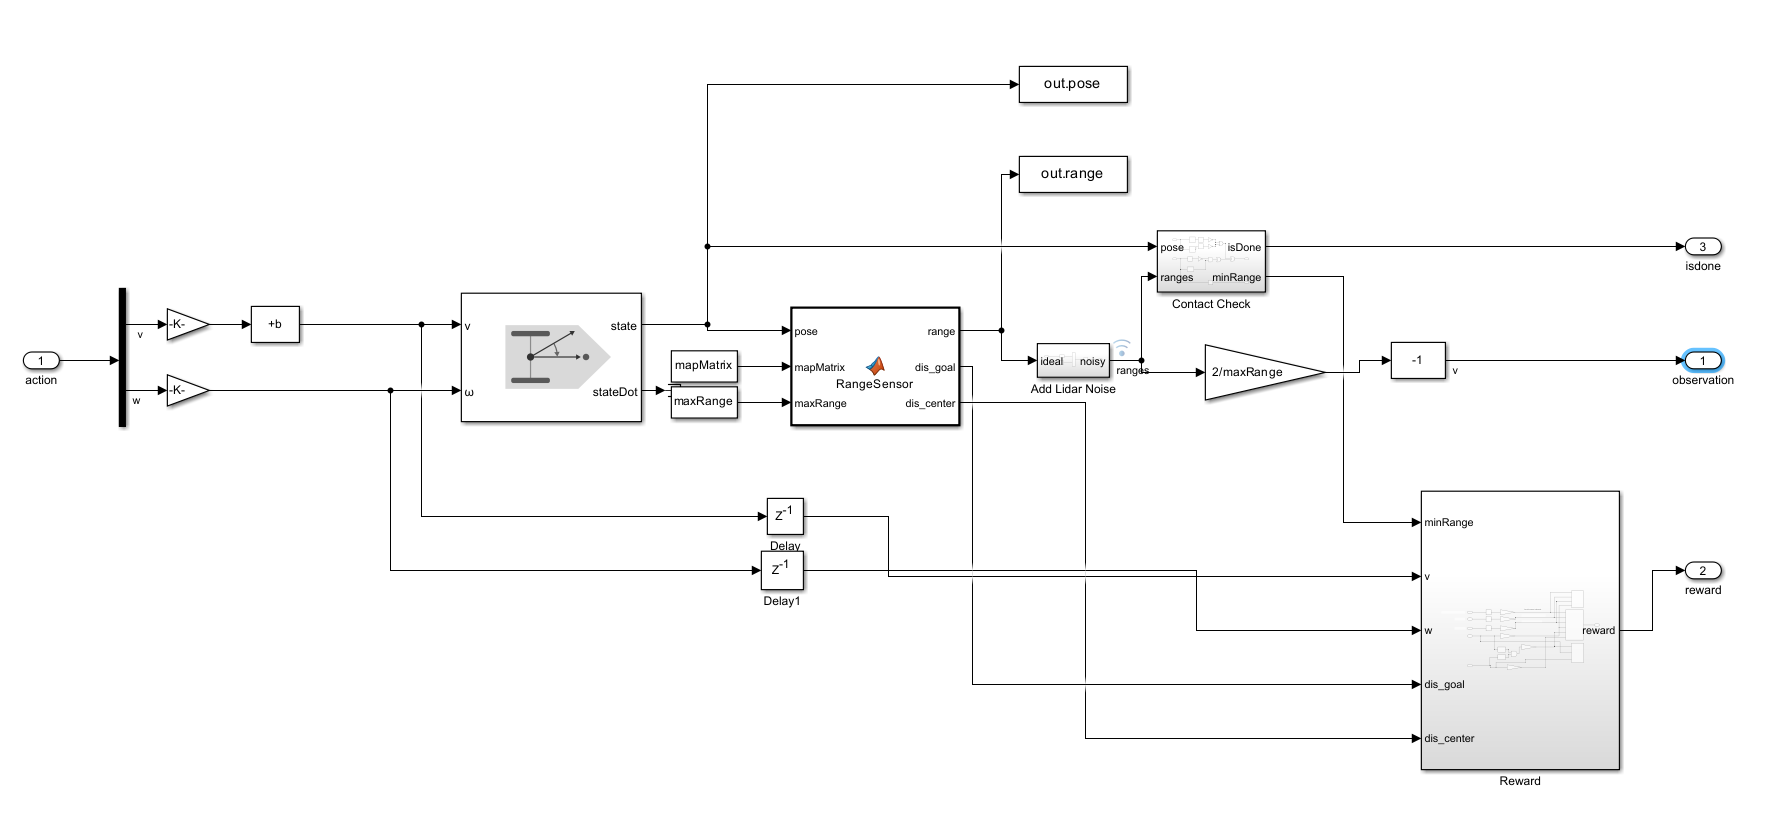 out.pose
out.range
pose
isDone
3
ranges
minRange
isdone
Contact Check
-K-
+b
v
v
state
pose
range
1
action
mapMatrix
mapMatrix
dis_goal
RangeSensor
ideal
noisy
ranges
Add Lidar Noise
2/maxRange
-1
v
1
observation
-K-
w
ω
stateDot
maxRange
maxRange
dis_center
Z-1
Delay
Z-1
Delay1
minRange
v
w
reward
dis_goal
dis_center
Reward
2
reward